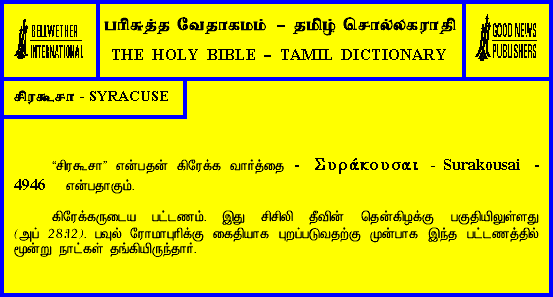 BELLWETHER
INTERNATIONAL
பரிசுத்த வேதாகமம் – தமிழ் சொல்லகராதி
THE HOLY BIBLE – TAMIL DICTIONARY
GOOD NEWS
PUBLISHERS
சிரகூசா - SYRACUSE
“சிரகூசா” என்பதன் கிரேக்க வார்த்தை - Συράκουσαι - Surakousai -
4946 என்பதாகும்.
கிரேக்கருடைய பட்டணம். இது சிசிலி தீவின் தென்கிழக்கு பகுதியிலுள்ளது
(அப் 28:12). பவுல் ரோமாபுரிக்கு கைதியாக புறப்படுவதற்கு முன்பாக இந்த பட்டணத்தில்
மூன்று நாட்கள் தங்கியிருந்தார்.